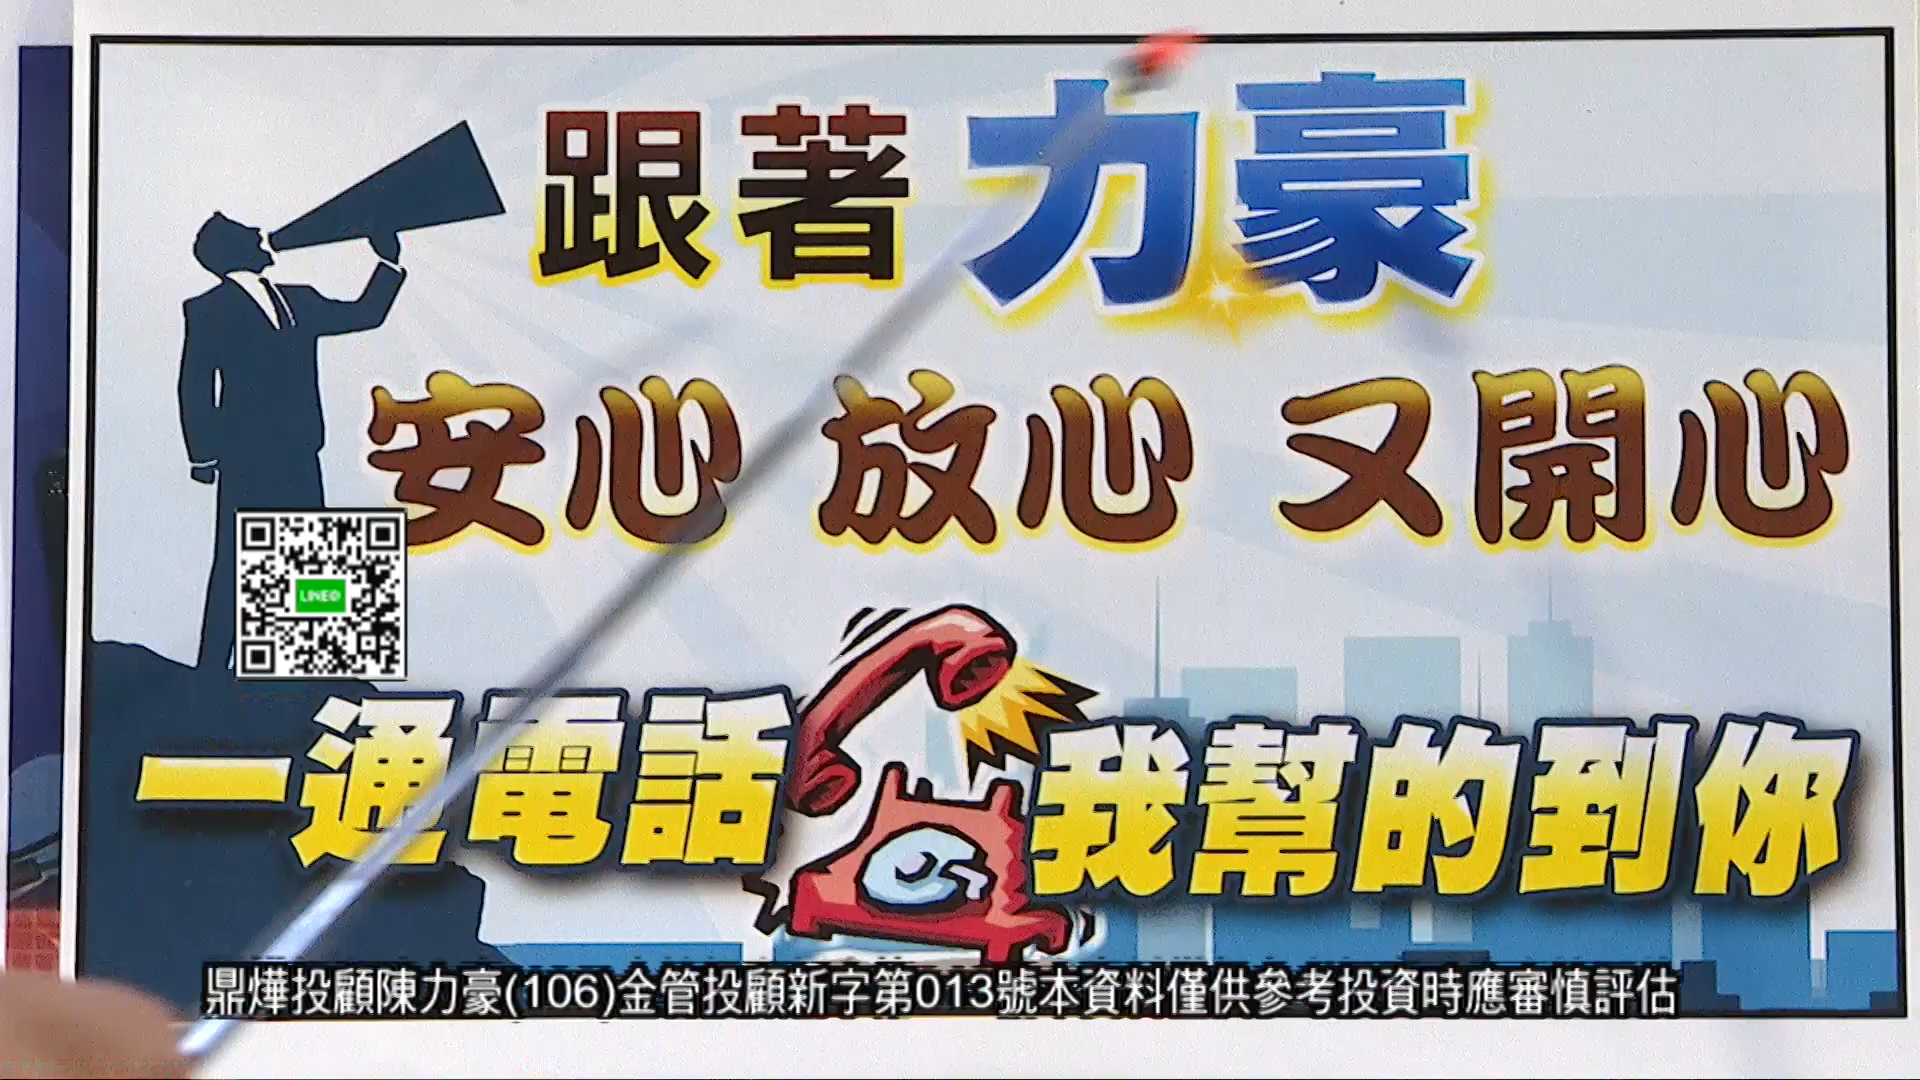 跟著力豪
安心 放心 又開心
LINE@
一通電話 我幫的到你
鼎燁投顧陳力豪(106)金管投顧新字第013號本資料僅供參考投資時應審慎評估